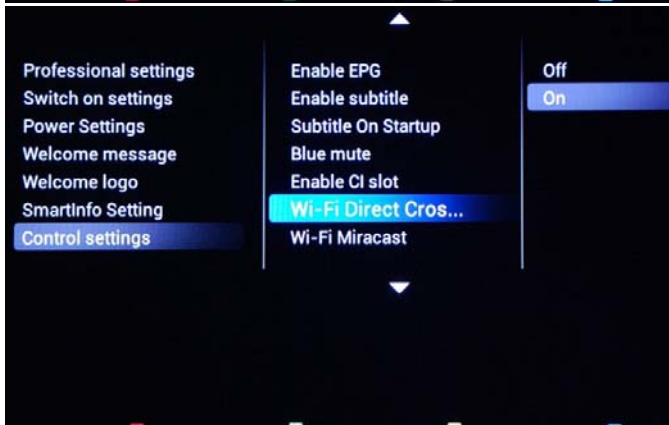 Professional settings
Switch on settings
Power Settings
Welcome message
Welcome logo
SmartInfo Setting
Control settings
Enable EPG
Enable subtitle
Subtitle On Startup
Blue mute
Enable CI slot
Wi-Fi Direct Cros...
Wi-Fi Miracast
Off
On